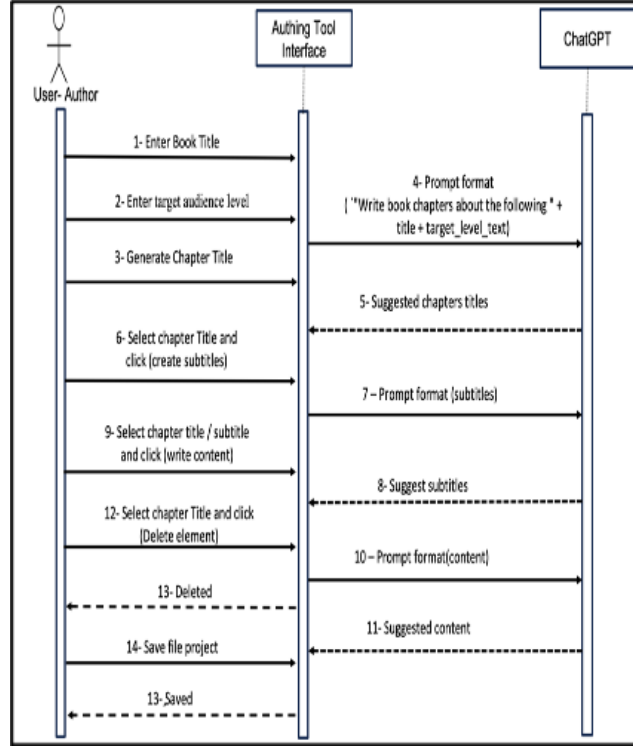 Authing Tool
Interface
ChatGPT
User- Author
1- Enter Book Title
2- Enter target audience level
3- Generate Chapter Title
4- Prompt format
( `"Write book chapters about the following " +
title + target_level_text)
5- Suggested chapters titles
6- Select chapter Title and
click (create subtitles)
7 – Prompt format (subtitles)
9- Select chapter title / subtitle
and click (write content)
8- Suggest subtitles
12- Select chapter Title and click
(Delete element)
10 – Prompt format(content)
13- Deleted
11- Suggested content
14- Save file project
13- Saved